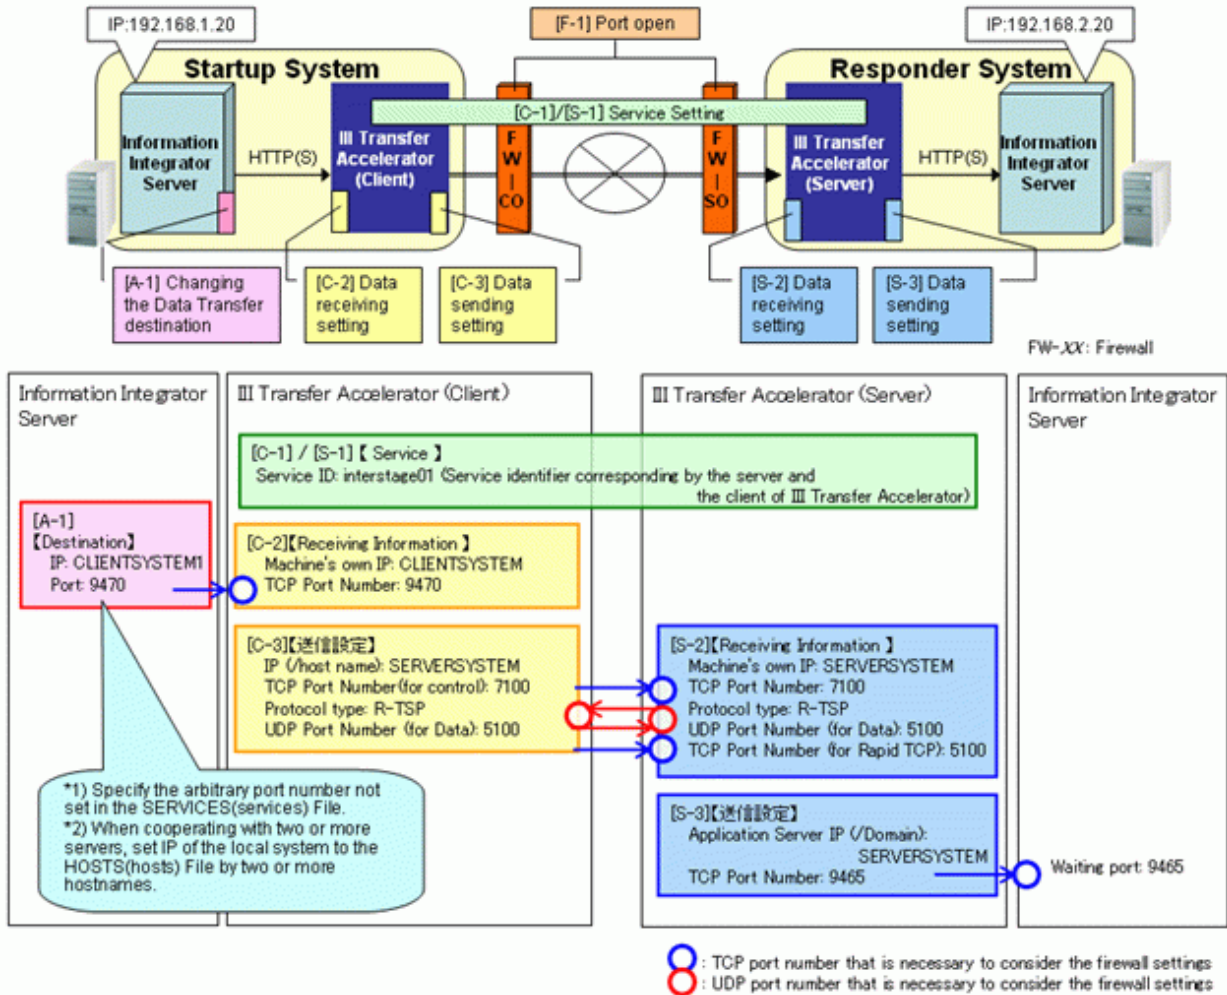 IP:192.168.1.20
[F-1] Port open
IP:192.168.2.20
Startup System
Responder System
[C-1]/[S-1] Service Setting
Information
Integrator
Server
HTTP(S)
III Transfer
Accelerator
(Client)
FW-CO
FW-SO
III Transfer
Accelerator
(Server)
HTTP(S)
Information
Integrator
Server
[A-1] Changing
the Data Transfer
destination
[C-2] Data
receiving
setting
[C-3] Data
sending
setting
[S-2] Data
receiving
setting
[S-3] Data
sending
setting
FW-XX: Firewall
Information Integrator
Server
III Transfer Accelerator (Client)
III Transfer Accelerator (Server)
Information Integrator
Server
[C-1] / [S-1]【 Service 】
Service ID: interstage01 (Service identifier corresponding by the server and
the client of III Transfer Accelerator)
[A-1]
【Destination】
IP: CLIENTSYSTEM1
Port: 9470
[C-2]【Receiving Information 】
Machine's own IP: CLIENTSYSTEM
TCP Port Number: 9470
[C-3]【送信設定】
IP (/host name): SERVERSYSTEM
TCP Port Number(for control): 7100
Protocol type: R-TSP
UDP Port Number (for Data): 5100
[S-2]【Receiving Information 】
Machine's own IP: SERVERSYSTEM
TCP Port Number: 7100
Protocol type: R-TSP
UDP Port Number (for Data): 5100
TCP Port Number (for Rapid TCP): 5100
*1) Specify the arbitrary port number not
set in the SERVICES(services) File.
*2) When cooperating with two or more
servers, set IP of the local system to the
HOSTS(hosts) File by two or more
hostnames.
[S-3]【送信設定】
Application Server IP (/Domain):
SERVERSYSTEM
TCP Port Number: 9465
Waiting port: 9465
: TCP port number that is necessary to consider the firewall settings
: UDP port number that is necessary to consider the firewall settings